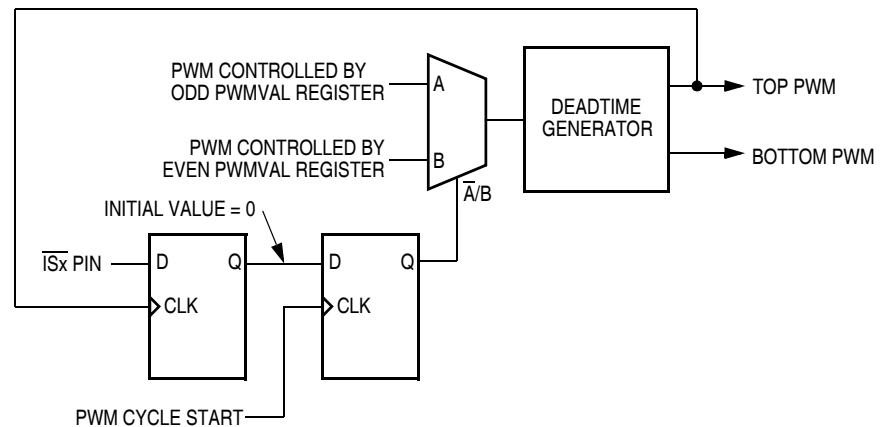 PWM CONTROLLED BY
ODD PWMVAL REGISTER
A
DEADTIME
GENERATOR
TOP PWM
PWM CONTROLLED BY
EVEN PWMVAL REGISTER
B
BOTTOM PWM
A̅/B
INITIAL VALUE = 0
I̅S̅x̅ PIN
D
Q
D
Q
CLK
CLK
PWM CYCLE START